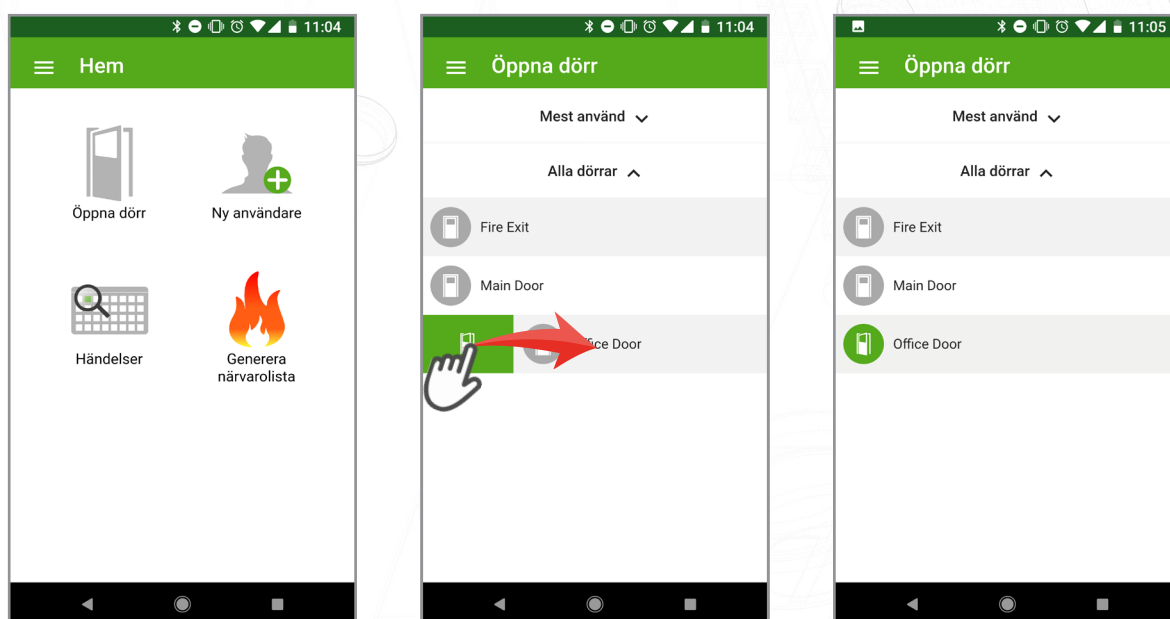 11:04
Hem
Öppna dörr
Ny användare
Händelser
Generera
närvarolista
11:04
Öppna dörr
Mest använd
Alla dörrar
Fire Exit
Main Door
ice Door
11:05
Öppna dörr
Mest använd
Alla dörrar
Fire Exit
Main Door
Office Door